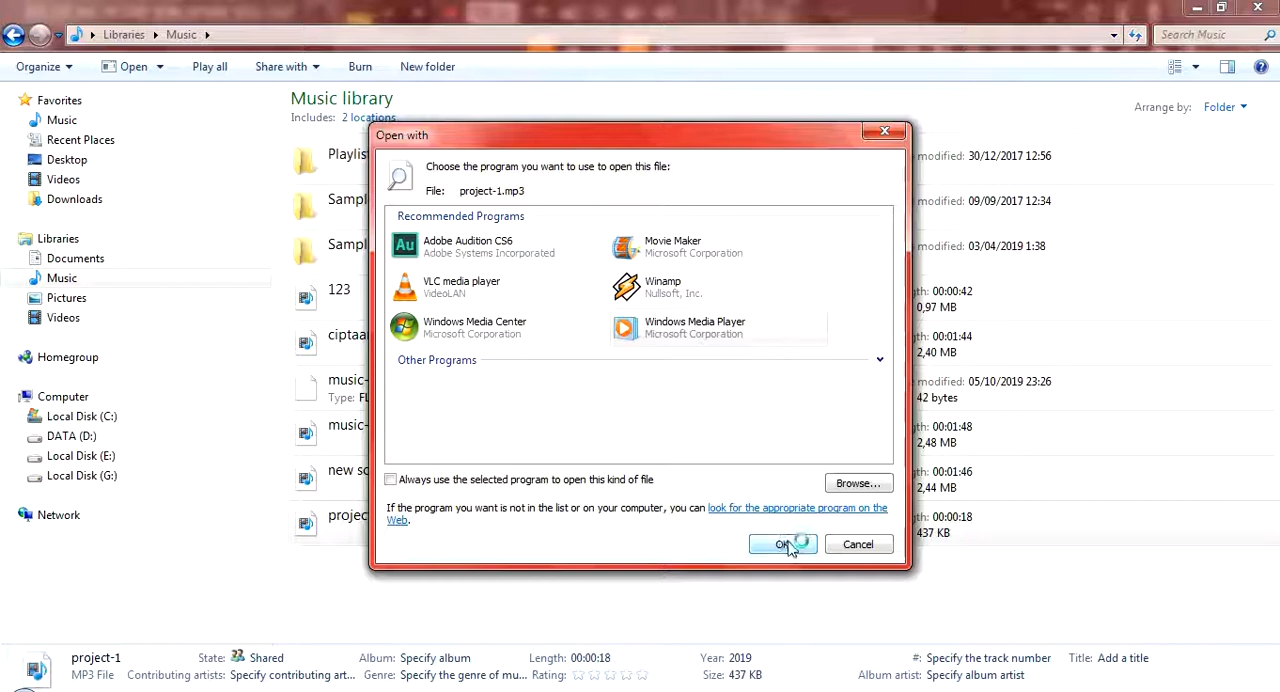 Libraries Music Search Music
Organize Open Play all Share with Burn New folder
Favorites
Music
Recent Places
Desktop
Videos
Downloads
Libraries
Documents
Music
Pictures
Videos
Homegroup
Computer
Local Disk (C:)
DATA (D:)
Local Disk (E:)
Local Disk (G:)
Network
Music library
Includes: 2 locations
Arrange by: Folder
modified: 30/12/2017 12:56
modified: 09/09/2017 12:34
modified: 03/04/2019 1:38
123
00:00:42
0,97 MB
00:01:44
2,40 MB
music-
modified: 05/10/2019 23:26
Type:
42 bytes
music-
00:01:48
2,48 MB
00:01:46
2,44 MB
00:00:18
437 KB
Open with
Choose the program you want to use to open this file:
File: project-1.mp3
Recommended Programs
Au
Adobe Audition CS6
Adobe Systems Incorporated
Movie Maker
Microsoft Corporation
VLC media player
VideoLAN
Winamp
Nullsoft, Inc.
Windows Media Center
Microsoft Corporation
Windows Media Player
Microsoft Corporation
Other Programs
Always use the selected program to open this kind of file
Browse...
If the program you want is not in the list or on your computer, you can look for the appropriate program on the
Web.
OK Cancel
project-1 State: Shared Album: Specify album Length: 00:00:18 Year: 2019 #: Specify the track number Title: Add a title
MP3 File Contributing artists: Specify contributing art... Genre: Specify the genre of mu... Rating: Size: 437 KB Album artist: Specify album artist